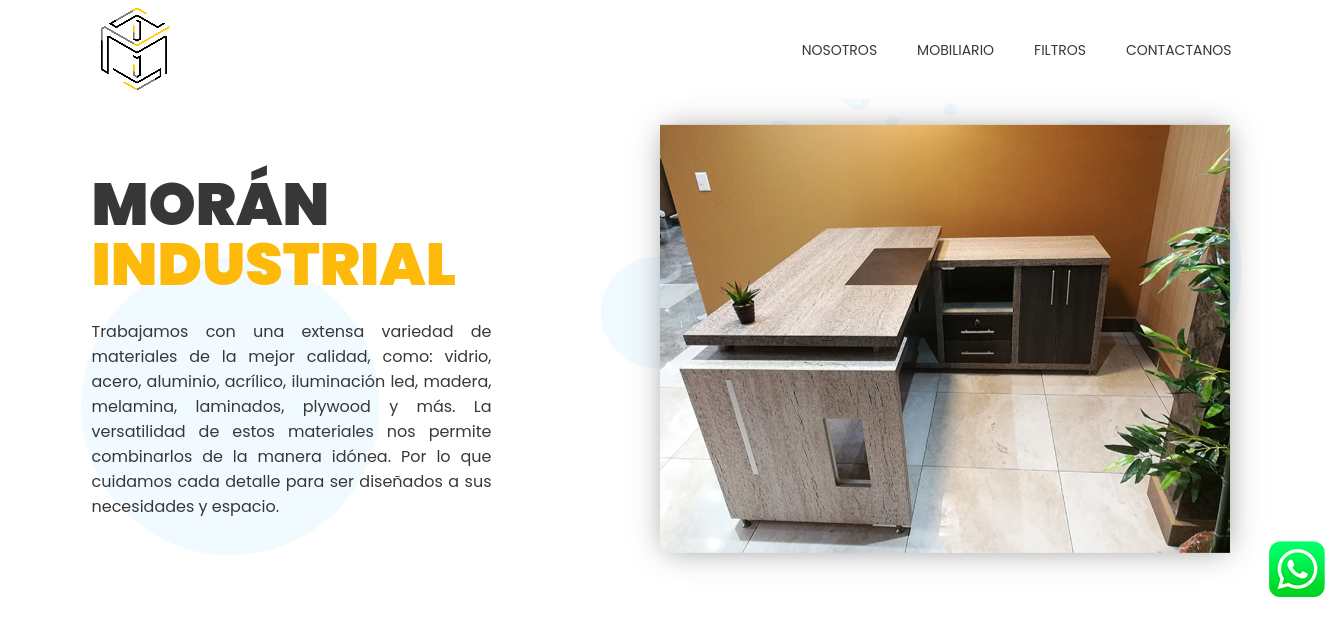 NOSOTROS MOBILIARIO FILTROS CONTACTANOS
MORÁN
INDUSTRIAL
Trabajamos con una extensa variedad de
materiales de la mejor calidad, como: vidrio,
acero, aluminio, acrílico, iluminación led, madera,
melamina, laminados, plywood y más. La
versatilidad de estos materiales nos permite
combinarlos de la manera idónea. Por lo que
cuidamos cada detalle para ser diseñados a sus
necesidades y espacio.